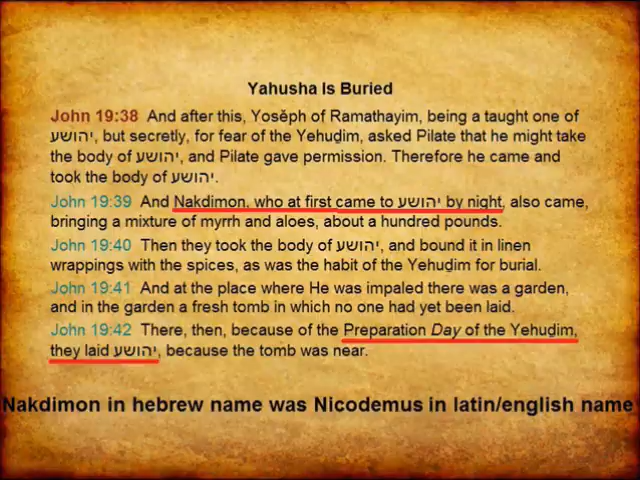 Yahusha Is Buried
John 19:38 And after this, Yosĕph of Ramathayim, being a taught one of
יהושע, but secretly, for fear of the Yehuḏim, asked Pilate that he might take
the body of יהושע, and Pilate gave permission. Therefore he came and
took the body of יהושע.
John 19:39 And Nakdimon, who at first came to יהושע by night, also came,
bringing a mixture of myrrh and aloes, about a hundred pounds.
John 19:40 Then they took the body of יהושע, and bound it in linen
wrappings with the spices, as was the habit of the Yehuḏim for burial.
John 19:41 And at the place where He was impaled there was a garden,
and in the garden a fresh tomb in which no one had yet been laid.
John 19:42 There, then, because of the Preparation Day of the Yehuḏim,
they laid יהושע, because the tomb was near.
Nakdimon in hebrew name was Nicodemus in latin/english name